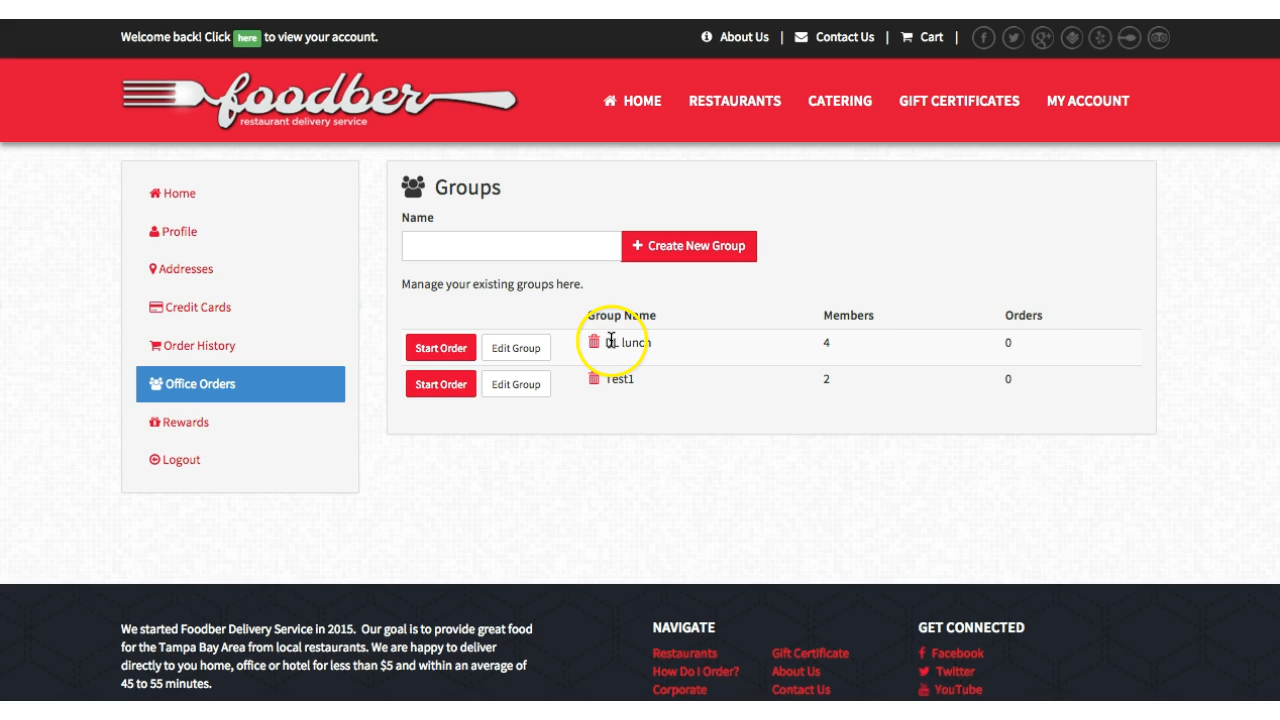 Welcome back! Click here to view your account.
About Us | Contact Us | Cart |
foodber
restaurant delivery service
HOME RESTAURANTS CATERING GIFT CERTIFICATES MY ACCOUNT
Home
Profile
Addresses
Credit Cards
Order History
Office Orders
Rewards
Logout
Groups
Name
+ Create New Group
Manage your existing groups here.
Group Name Members Orders
Start Order Edit Group lunch 4 0
Start Order Edit Group Test1 2 0
We started Foodber Delivery Service in 2015. Our goal is to provide great food
for the Tampa Bay Area from local restaurants. We are happy to deliver
directly to you home, office or hotel for less than $5 and within an average of
45 to 55 minutes.
NAVIGATE
Restaurants Gift Certificate
How Do I Order? About Us
Corporate Contact Us
GET CONNECTED
Facebook
Twitter
YouTube